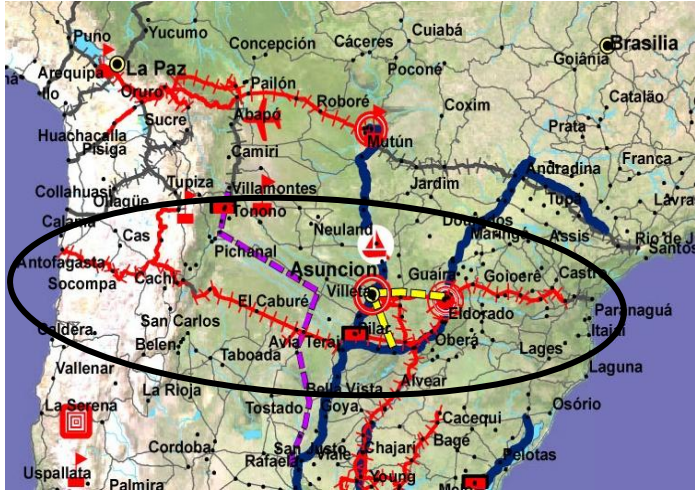 Puno
Yucumo
Concepción
Cáceres
Cuiabá
Brasilia
Goiânia
Arequipa
La Paz
Pailón
Poconé
Ilo
Oruro
Roboré
Coxim
Catalão
Sucre
Abapó
Prata
Huachacalla
Pisiga
Camiri
Mutún
Franca
Andradina
Tupiza
Villamontes
Jardim
Collahuasi
Ollagüe
Tupã
Lavra
Tonono
Calama
Cas
Neuland
Dourados
Maringá
Assis
Rio de J
Santos
Pichanal
Antofagasta
Asuncion
Guaira
Goioerê
Castro
Socompa
Cachi
Villeta
El Caburé
Eldorado
Paranaguá
San Carlos
Pilar
Itajaí
Caldera
Belen
Avia Terai
Oberá
Lages
Taboada
Vallenar
Laguna
La Rioja
Bella Vista
Alvear
La Serena
Tostado
Goya
Osório
Cacequi
Cordoba
San Justo
Chajari
Bagé
Rafaela
Pelotas
Uspallata
Palmira
Young